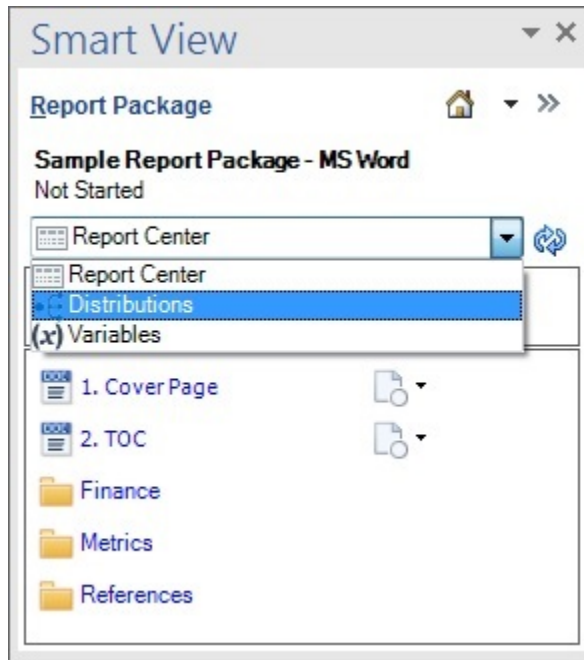 Smart View
Report Package
Sample Report Package - MS Word
Not Started
Report Center
Report Center
Distributions
(x) Variables
1. Cover Page
2. TOC
Finance
Metrics
References